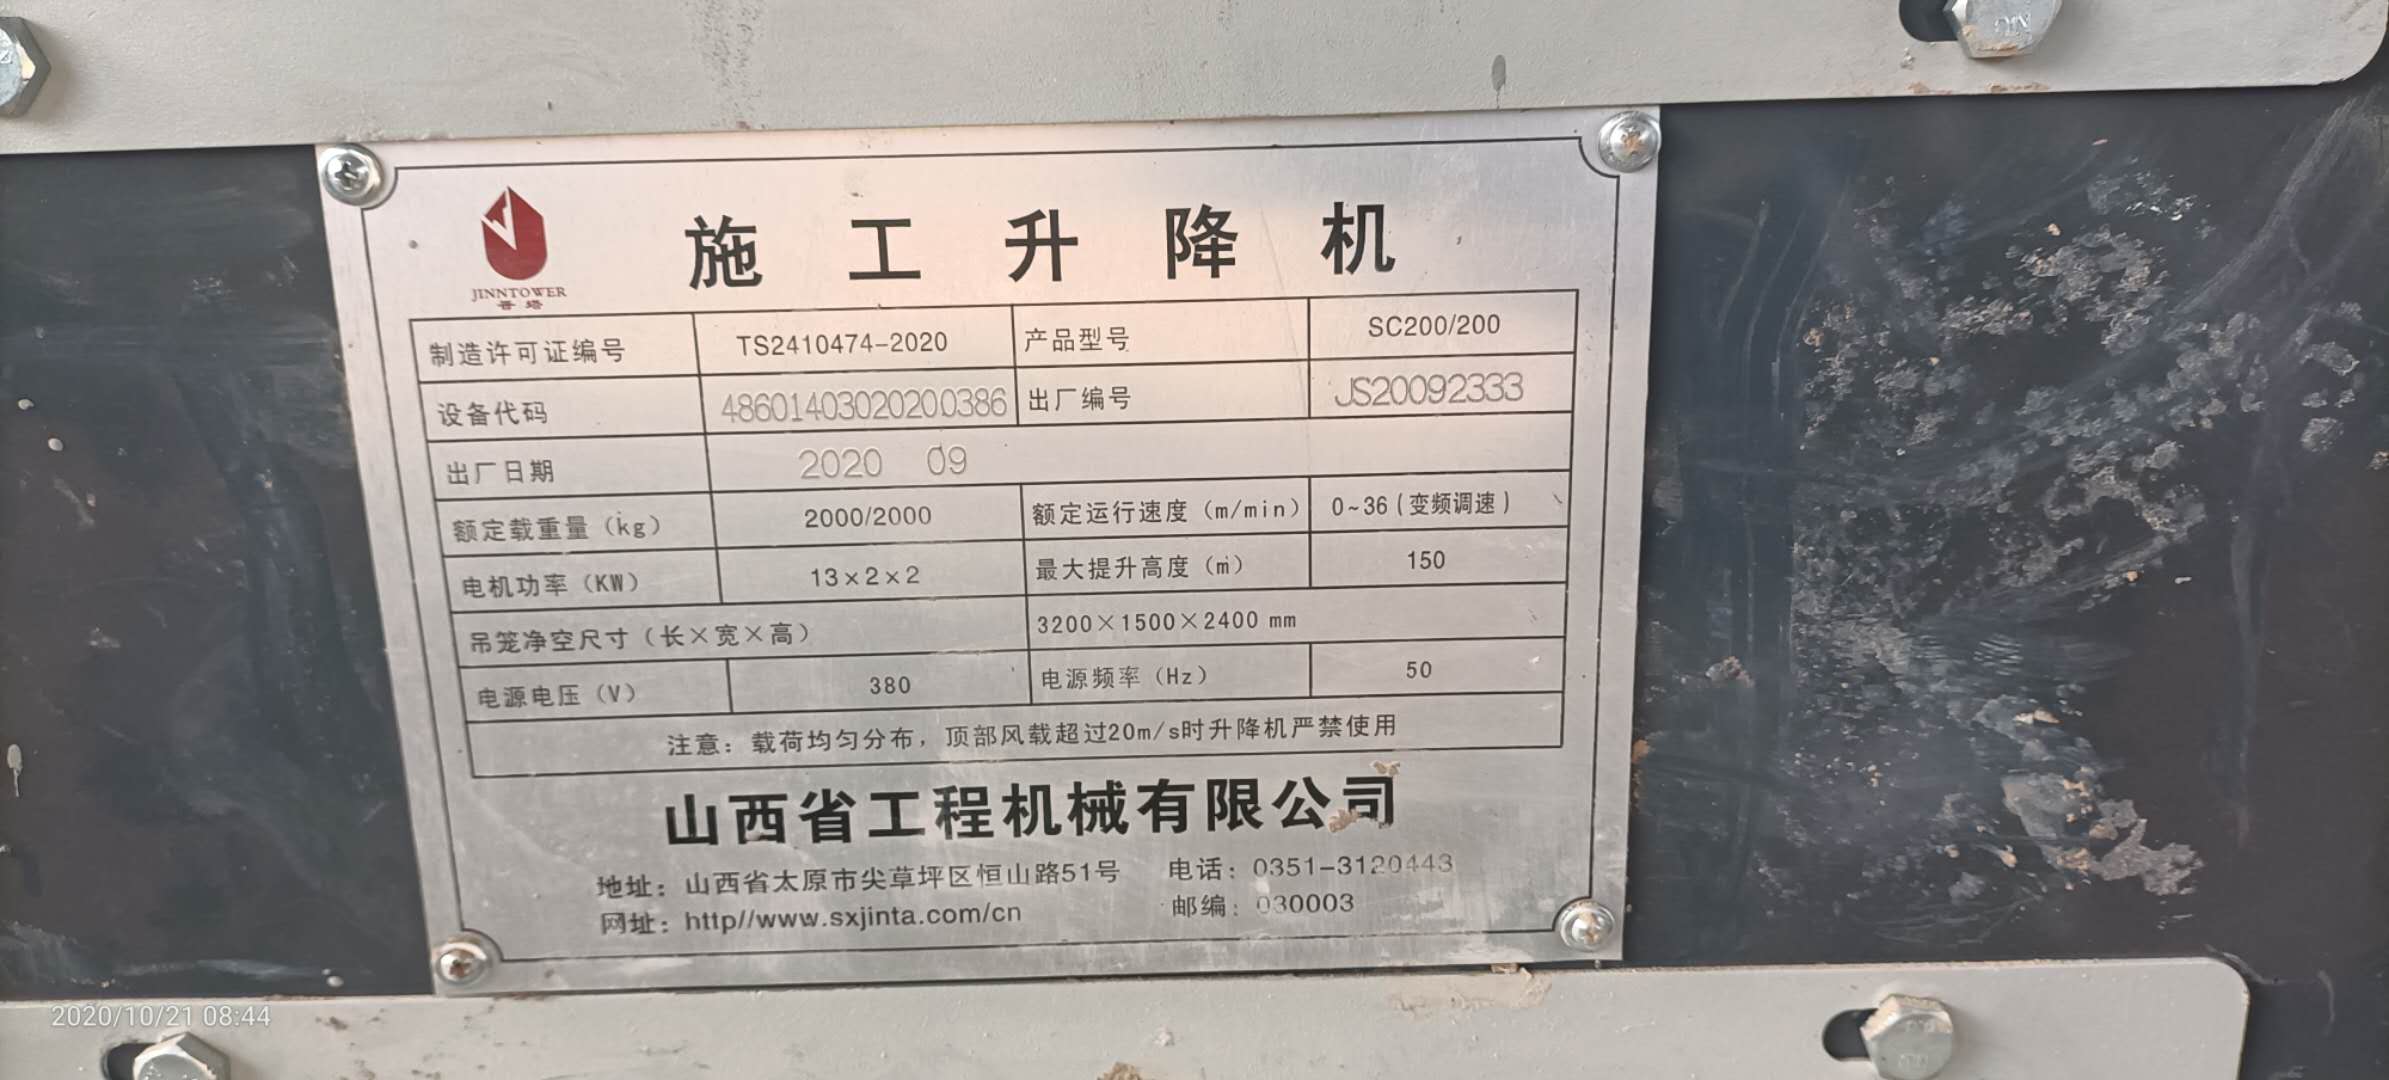 JINNTOWER
晋塔
施工升降机
制造许可证编号 TS2410474-2020 产品型号 SC200/200
设备代码 48601403020200386 出厂编号 JS20092333
出厂日期 2020 09
额定载重量（kg） 2000/2000 额定运行速度（m/min） 0~36（变频调速）
电机功率（KW） 13×2×2 最大提升高度（m） 150
吊笼净空尺寸（长×宽×高） 3200×1500×2400 mm
电源电压（V） 380 电源频率（Hz） 50
注意：载荷均匀分布，顶部风载超过20m/s时升降机严禁使用
山西省工程机械有限公司
地址：山西省太原市尖草坪区恒山路51号 电话：0351-3120443
网址：http//www.sxjinta.com/cn 邮编：030003
2020/10/21 08:44